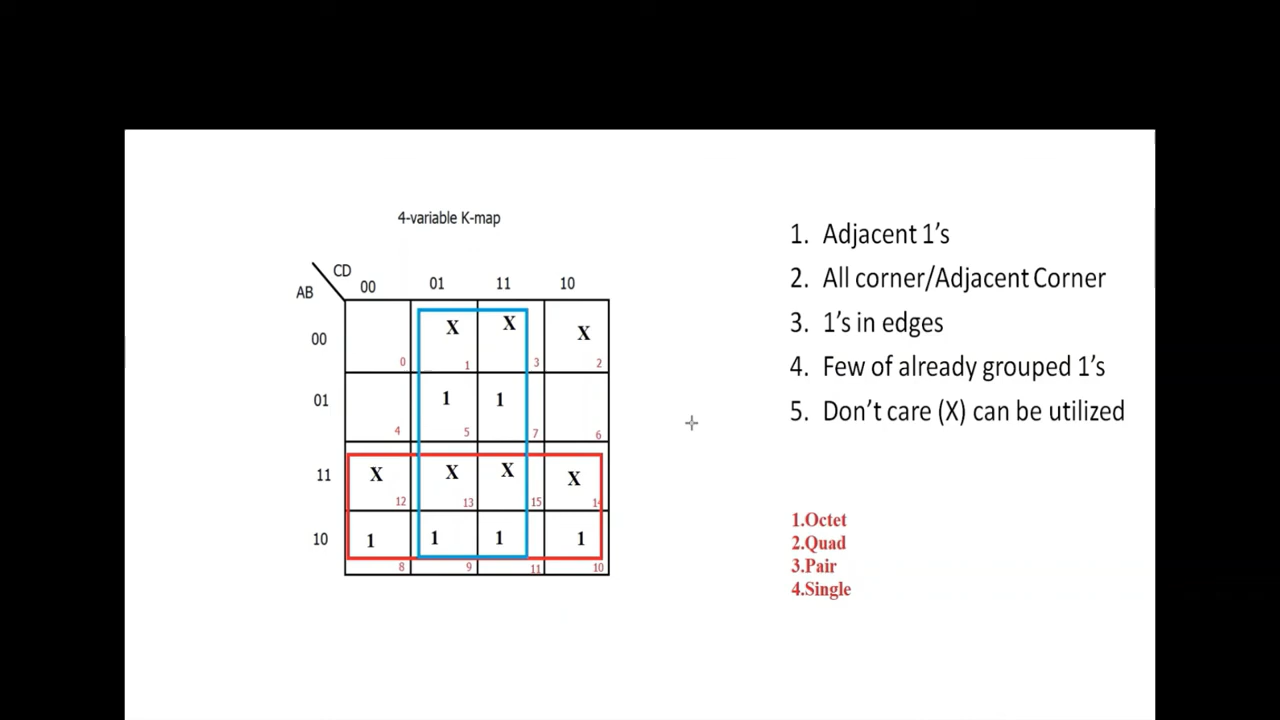 4-variable K-map
CD
AB
00 01 11 10
00 X X X
0 1 3 2
01 1 1
4 5 7 6
11 X X X X
12 13 15 14
10 1 1 1 1
8 9 11 10
1. Adjacent 1’s
2. All corner/Adjacent Corner
3. 1’s in edges
4. Few of already grouped 1’s
5. Don’t care (X) can be utilized
1.Octet
2.Quad
3.Pair
4.Single